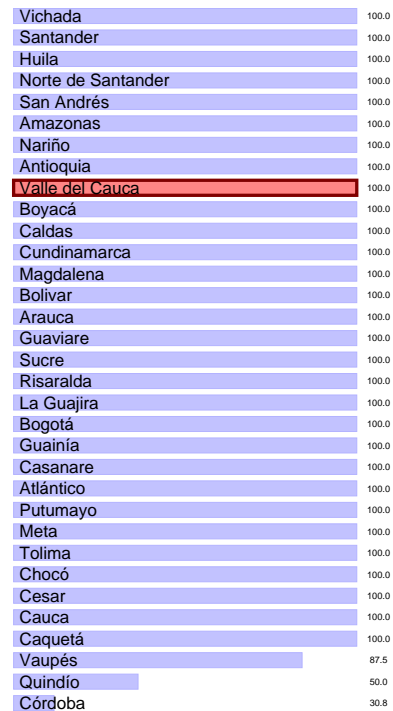 Vichada 100.0
Santander 100.0
Huila 100.0
Norte de Santander 100.0
San Andrés 100.0
Amazonas 100.0
Nariño 100.0
Antioquia 100.0
Valle del Cauca 100.0
Boyacá 100.0
Caldas 100.0
Cundinamarca 100.0
Magdalena 100.0
Bolivar 100.0
Arauca 100.0
Guaviare 100.0
Sucre 100.0
Risaralda 100.0
La Guajira 100.0
Bogotá 100.0
Guainía 100.0
Casanare 100.0
Atlántico 100.0
Putumayo 100.0
Meta 100.0
Tolima 100.0
Chocó 100.0
Cesar 100.0
Cauca 100.0
Caquetá 100.0
Vaupés 87.5
Quindío 50.0
Córdoba 30.8